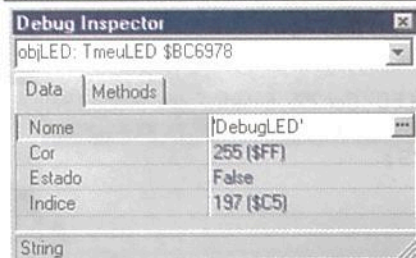 Debug Inspector
objLED: TmeuLED $BC6978
Data Methods
Nome 'DebugLED'
Cor 255 ($FF)
Estado False
Indice 197 ($C5)
String